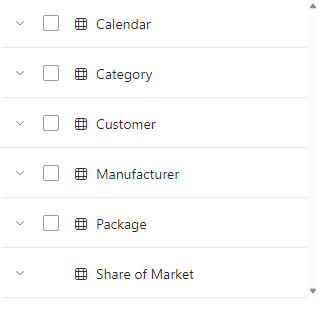 Calendar
Category
Customer
Manufacturer
Package
Share of Market